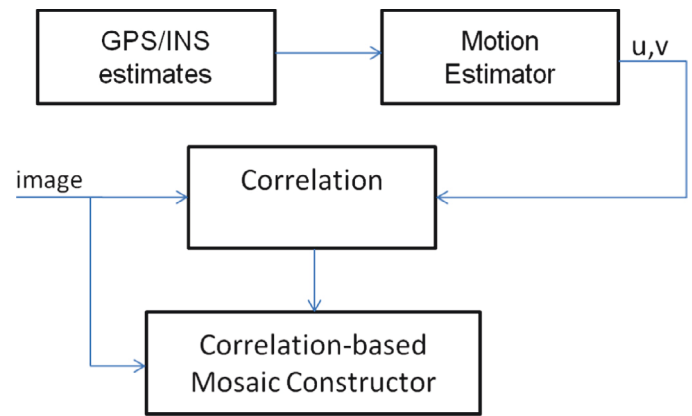 GPS/INS
estimates
Motion
Estimator
u,v
image
Correlation
Correlation-based
Mosaic Constructor